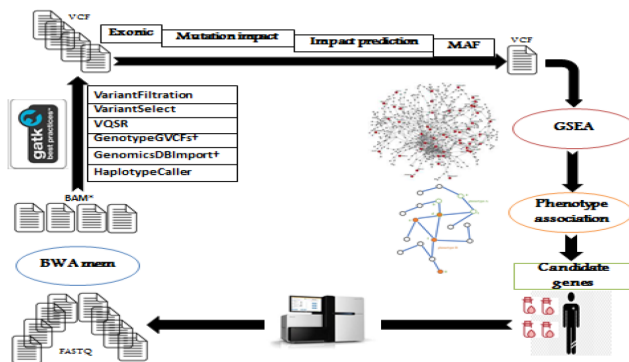 VCF
Exonic
Mutation impact
Impact prediction
MAF
VCF
gatk
best practices
VariantFiltration
VariantSelect
VQSR
GenotypeGVCFs†
GenomicsDBImport†
HaplotypeCaller
GSEA
BAM*
Phenotype
association
BWA mem
Candidate
genes
FASTQ